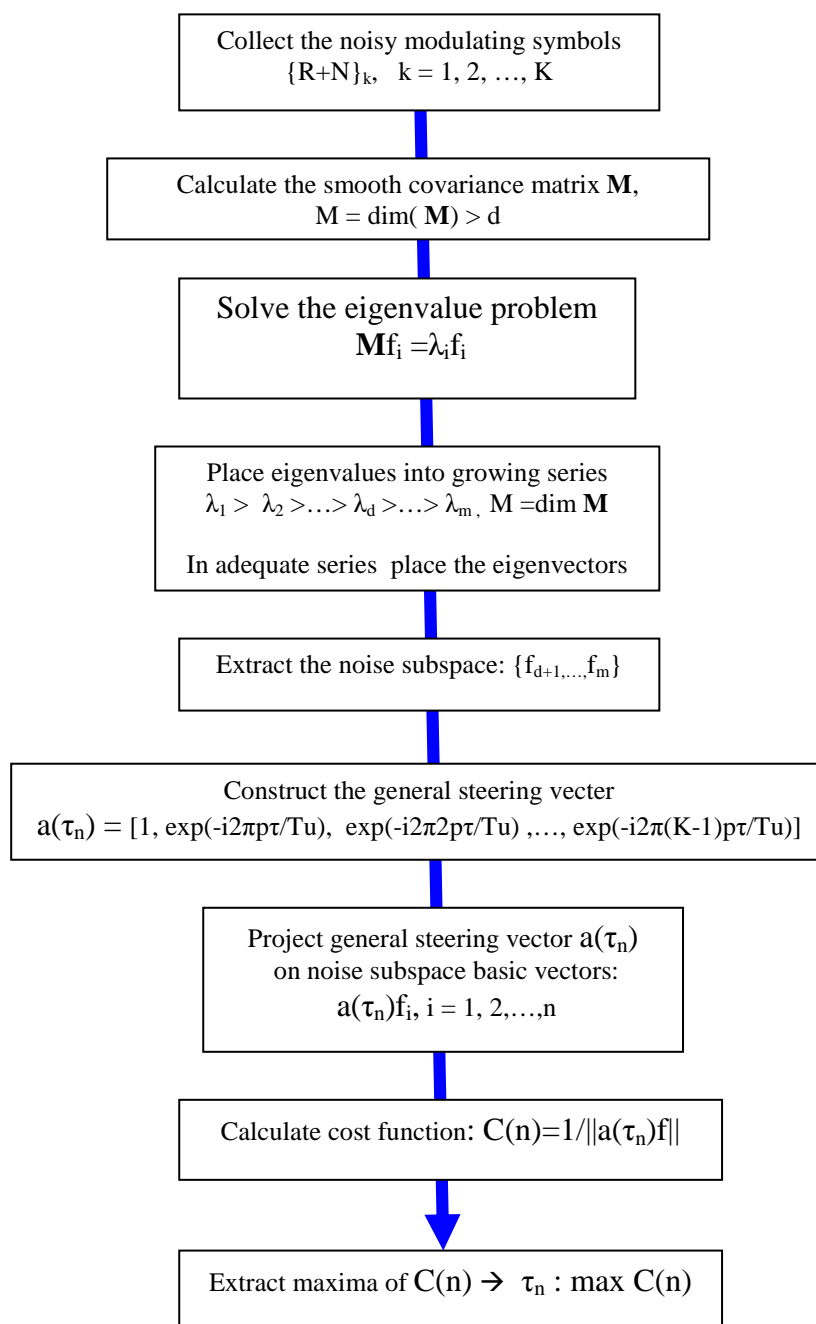 Collect the noisy modulating symbols
{R+N}ₖ, k = 1, 2, …, K
Calculate the smooth covariance matrix M,
M = dim( M) > d
Solve the eigenvalue problem
Mfᵢ =λᵢfᵢ
Place eigenvalues into growing series
λ₁ > λ₂ >…> λ_d >…> λₘ , M =dim M
In adequate series place the eigenvectors
Extract the noise subspace: {f_d+1,…,fₘ}
Construct the general steering vecter
a(τₙ) = [1, exp(-i2πpτ/Tu), exp(-i2π2pτ/Tu) ,…, exp(-i2π(K-1)pτ/Tu)]
Project general steering vector a(τₙ)
on noise subspace basic vectors:
a(τₙ)fᵢ, i = 1, 2,…,n
Calculate cost function: C(n)=1/||a(τₙ)f||
Extract maxima of C(n) → τₙ : max C(n)